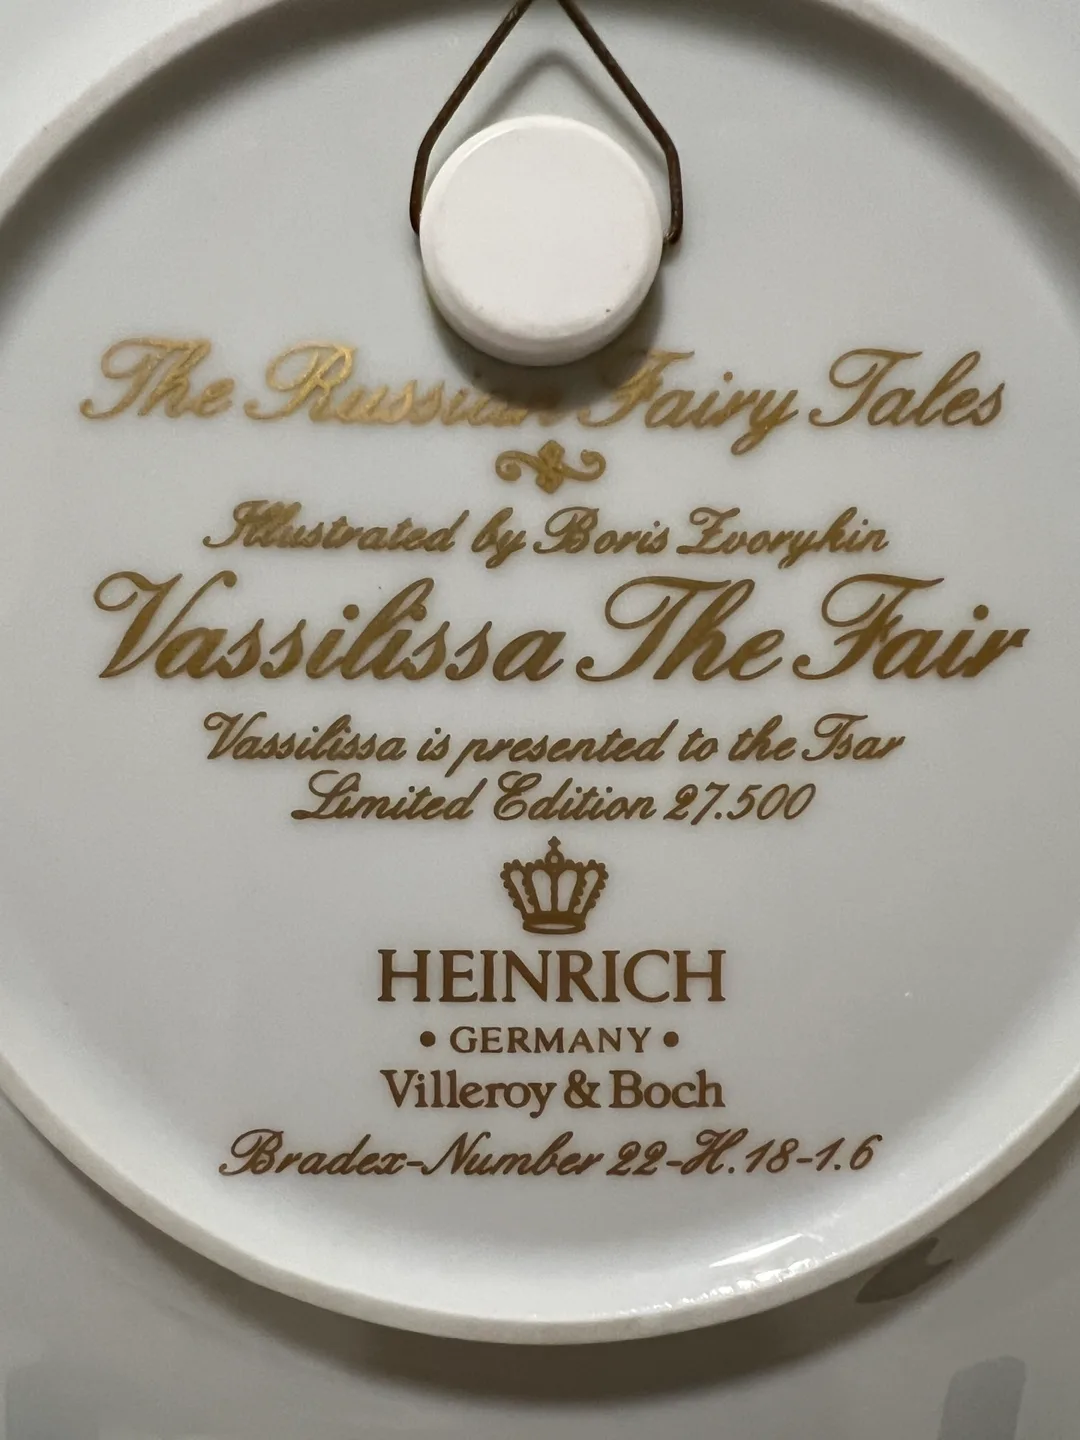 The Russian Fairy Tales
Illustrated by Boris Zvorykin
Vassilissa The Fair
Vassilissa is presented to the Tsar
Limited Edition 27.500
HEINRICH
• GERMANY •
Villeroy & Boch
Bradex-Number 22-H.18-1.6